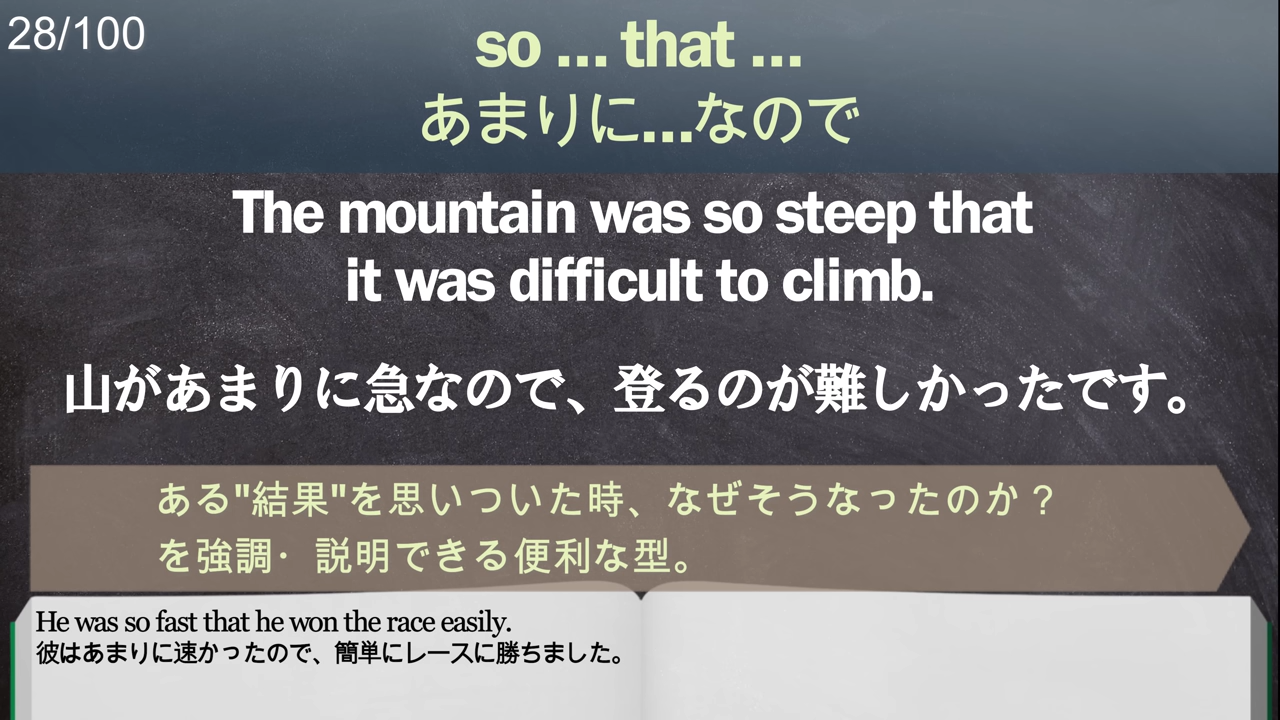 28/100
so ... that ...
あまりに...なので
The mountain was so steep that
it was difficult to climb.
山があまりに急なので、登るのが難しかったです。
ある"結果"を思いついた時、なぜそうなったのか？
を強調· 説明できる便利な型。
He was so fast that he won the race easily.
彼はあまりに速かったので、簡単にレースに勝ちました。